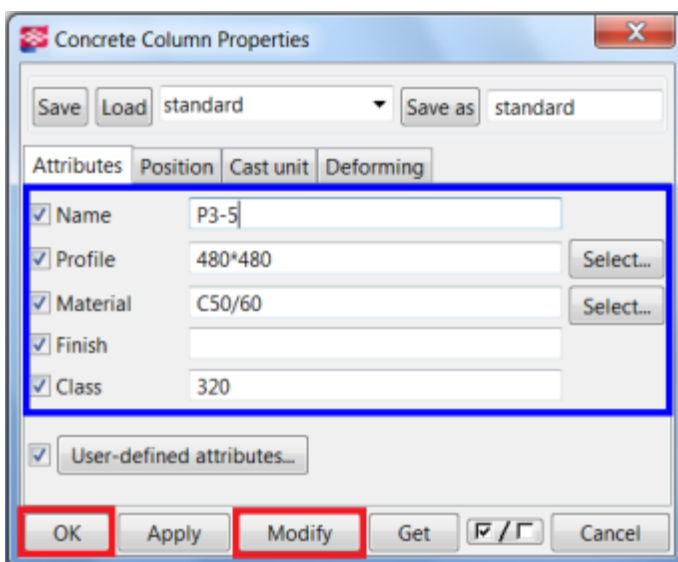 Concrete Column Properties
Save Load standard Save as standard
Attributes Position Cast unit Deforming
Name P3-5
Profile 480*480 Select...
Material C50/60 Select...
Finish
Class 320
User-defined attributes...
OK Apply Modify Get / Cancel